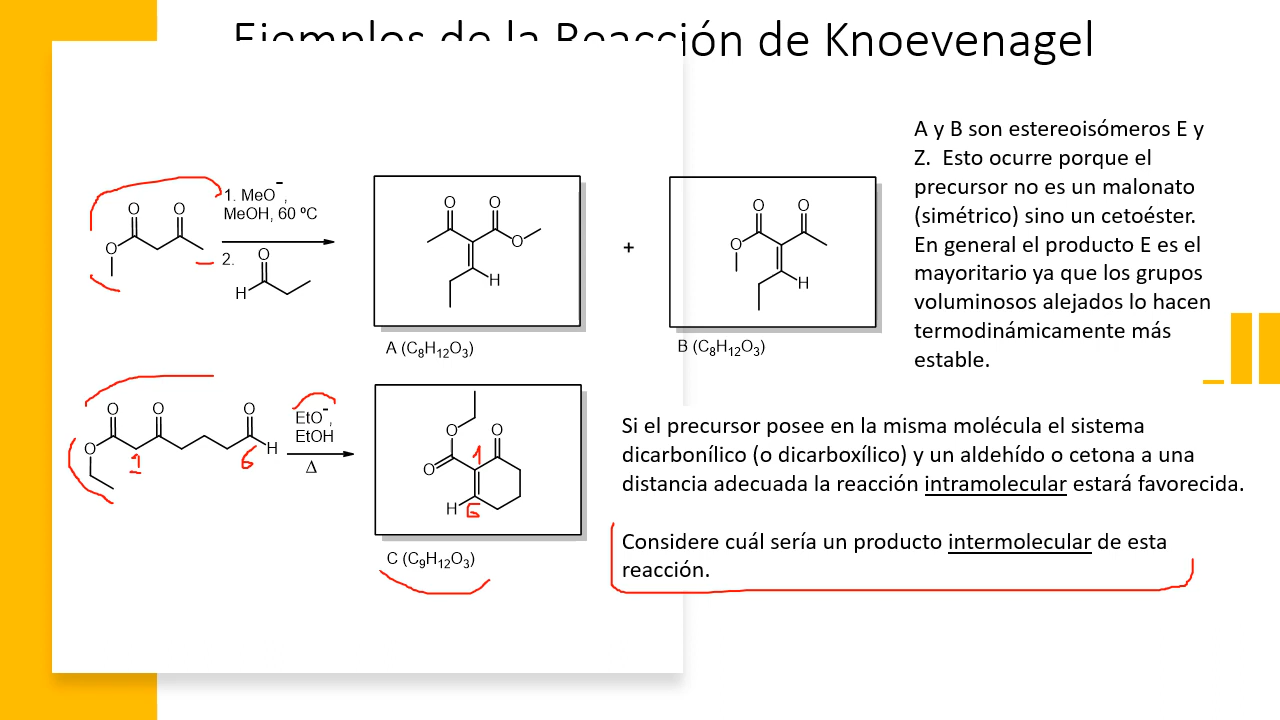 Ejemplos de la Reacción de Knoevenagel
A y B son estereoisómeros E y
Z. Esto ocurre porque el
precursor no es un malonato
(simétrico) sino un cetoéster.
En general el producto E es el
mayoritario ya que los grupos
voluminosos alejados lo hacen
termodinámicamente más
estable.
O O
O
1. MeO⁻,
MeOH, 60 ºC
2.
O
H
O O
O
H
A (C₈H₁₂O₃)
+
O O
O
H
B (C₈H₁₂O₃)
O O O
O H
1 6
EtO⁻,
EtOH
Δ
O O
O
1
H 6
C (C₉H₁₂O₃)
Si el precursor posee en la misma molécula el sistema
dicarbonílico (o dicarboxílico) y un aldehído o cetona a una
distancia adecuada la reacción intramolecular estará favorecida.
Considere cuál sería un producto intermolecular de esta
reacción.